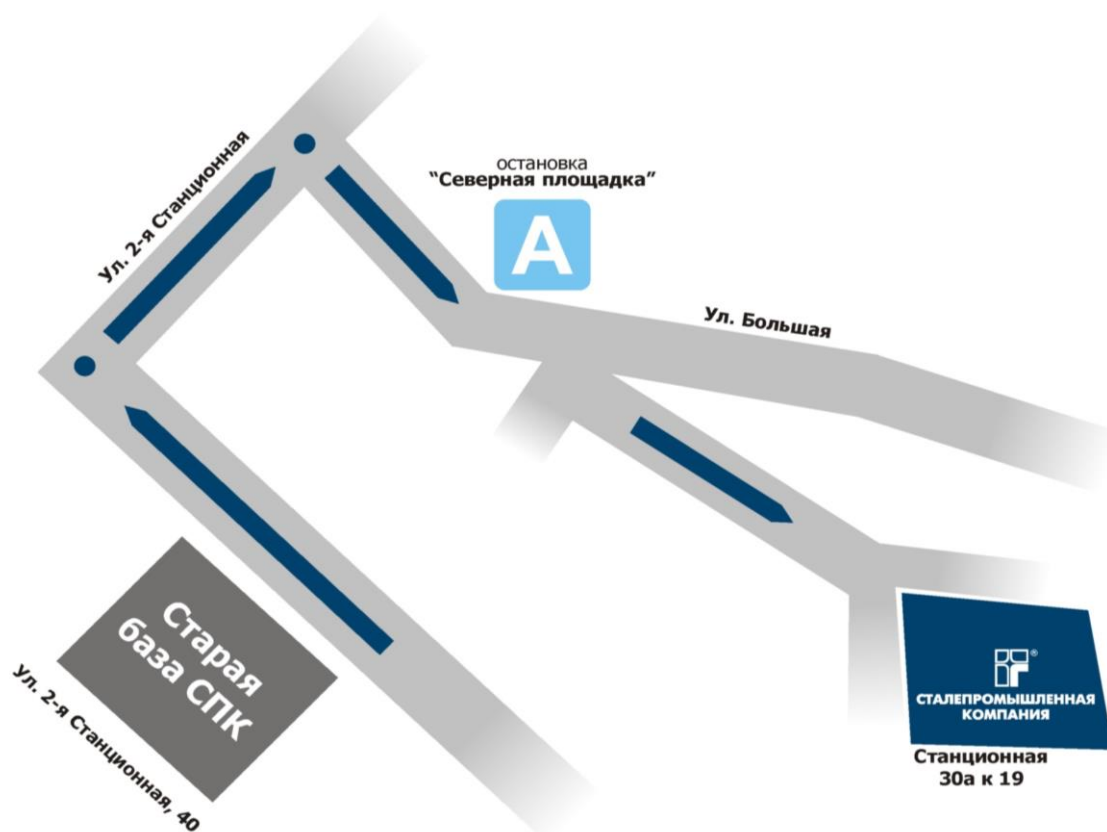 Ул. 2-я Станционная
остановка
"Северная площадка"
A
Ул. Большая
Старая
база СПК
Ул. 2-я Станционная, 40
®
СТАЛЕПРОМЫШЛЕННАЯ
КОМПАНИЯ
Станционная
30а к 19